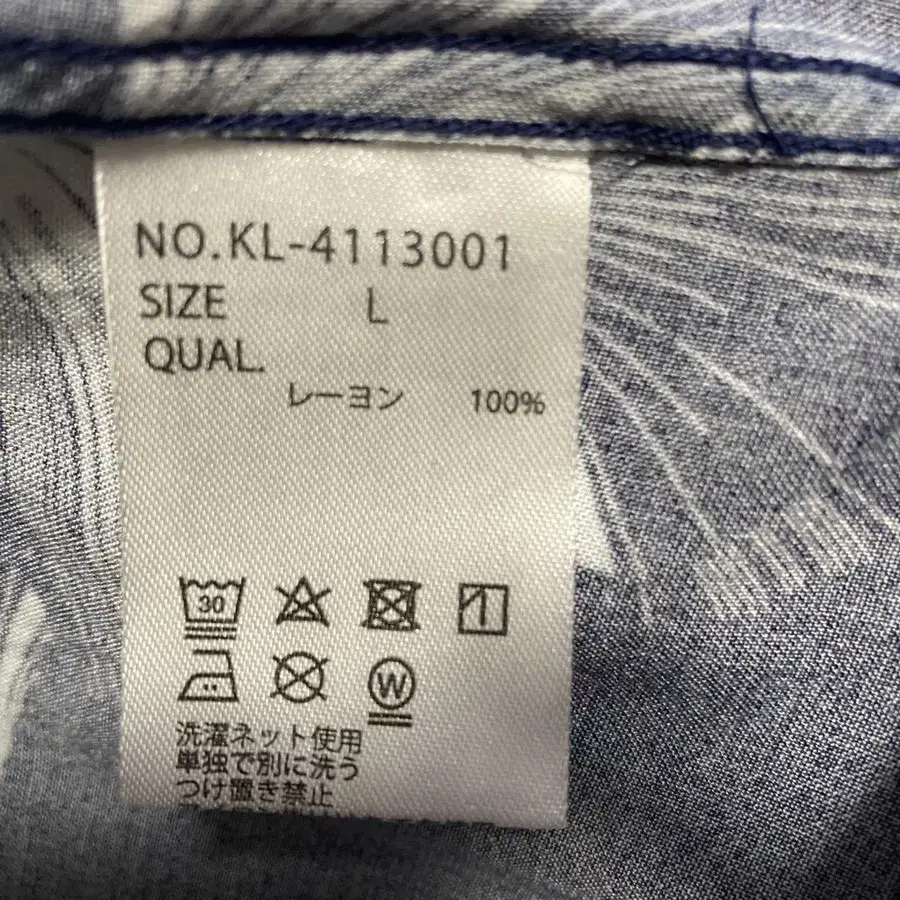 NO.KL-4113001
SIZE L
QUAL.
レーヨン 100%
30
W
洗濯ネット使用
単独で別に洗う
つけ置き禁止